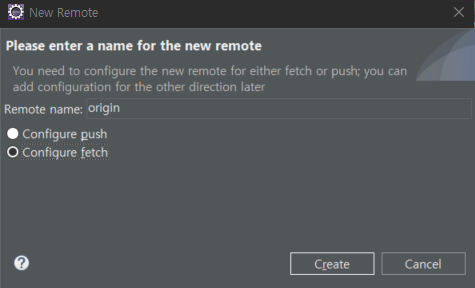 New Remote
Please enter a name for the new remote
You need to configure the new remote for either fetch or push; you can
add configuration for the other direction later
Remote name: origin
Configure push
Configure fetch
?
Create
Cancel